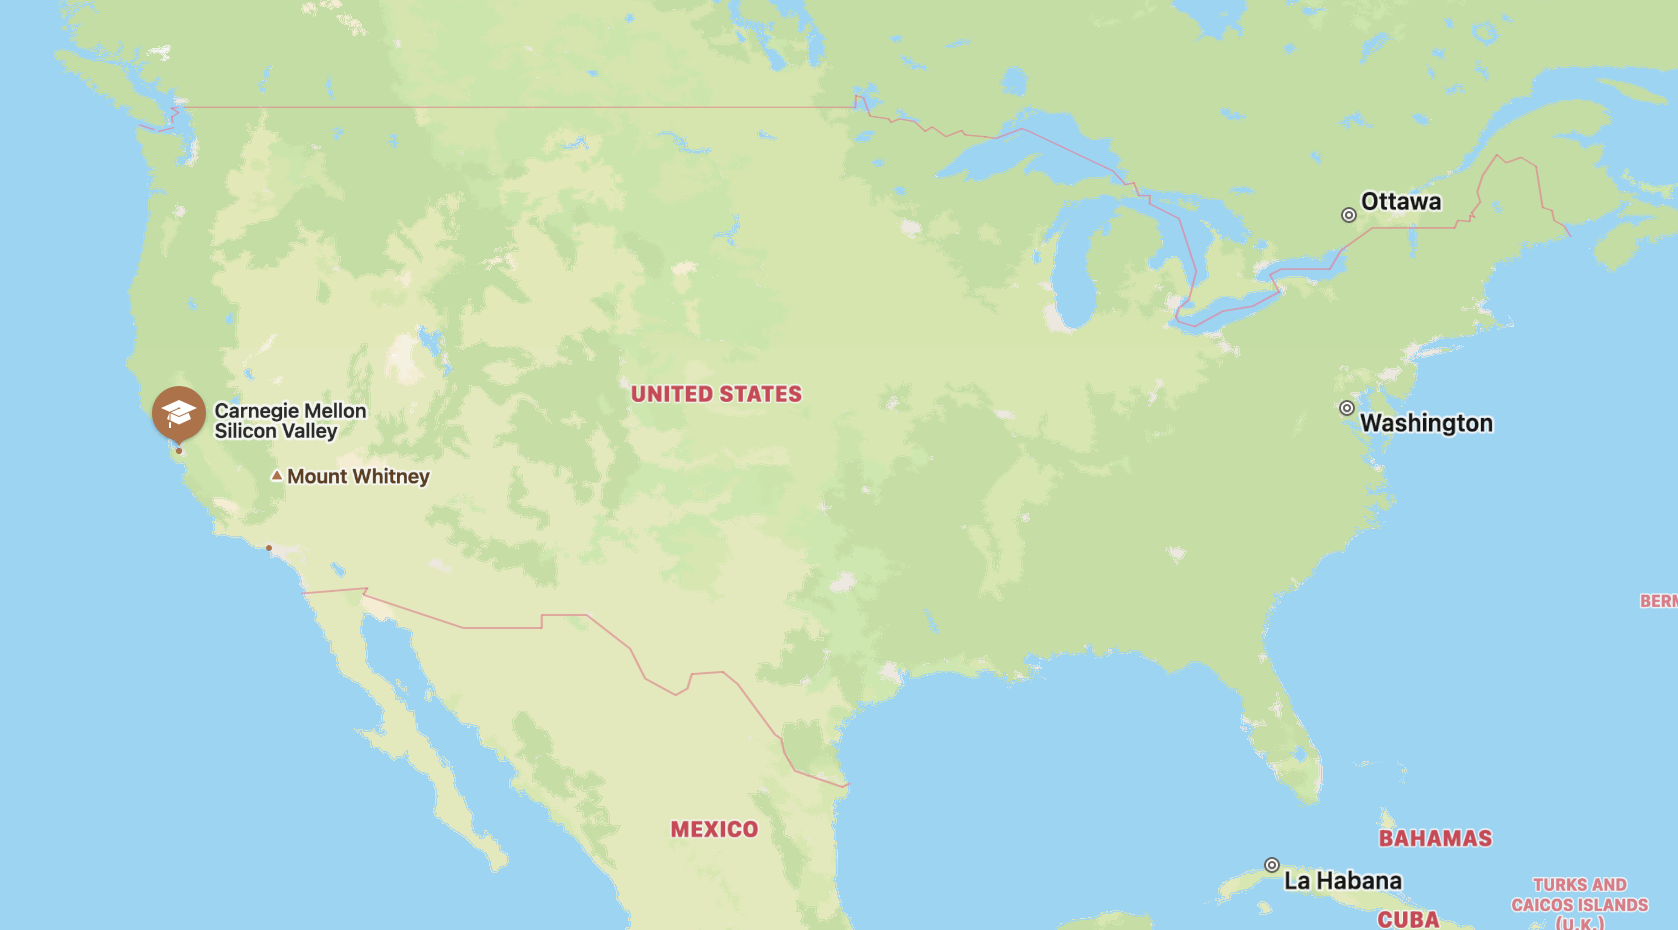 Ottawa
UNITED STATES
Carnegie Mellon
Silicon Valley
Washington
Mount Whitney
BERM
MEXICO
BAHAMAS
La Habana
TURKS AND
CAICOS ISLANDS
(U.K.)
CUBA